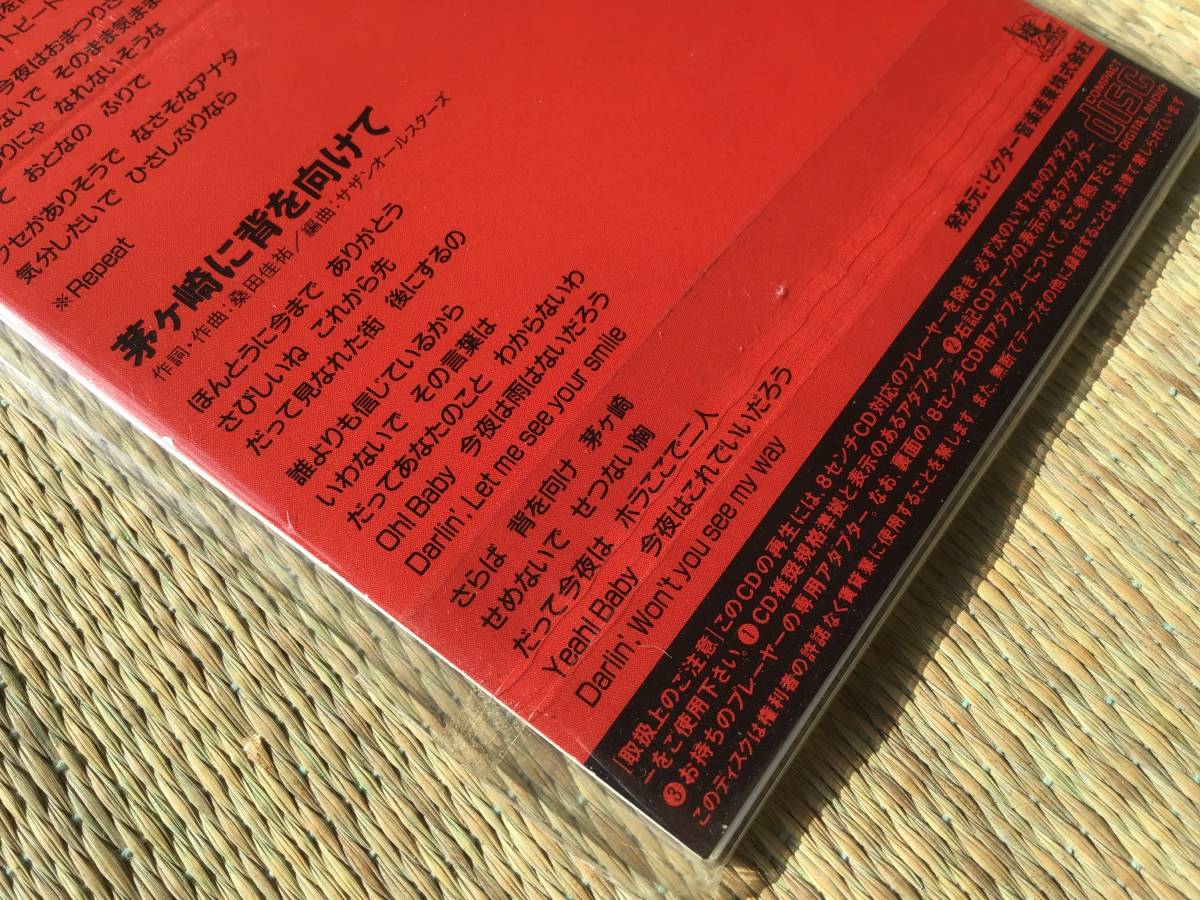 今夜はおまつりさ
ないで そのまま気まま
りにゃ なれないそうな
て おとなの ふりで
クセがありそうで なさそなアナタ
気分しだいで ひさしぶりなら
※Repeat
茅ケ崎に背を向けて
作詞・作曲:桑田佳祐/編曲:サザンオールスターズ
ほんとうに今まで ありがとう
さびしいね これから先
だって見なれた街 後にするの
誰よりも信じているから
いわないで その言葉は
だってあなたのこと わからないわ
Oh! Baby 今夜は雨はないだろう
Darlin', Let me see your smile
さらば 背を向け 茅ケ崎
せめないで せつない胸
だって今夜は ホラここで二人
Yeah! Baby 今夜はこれでいいだろう
Darlin', Won't you see my way
発売元:ビクター音楽産業株式会社
COMPACT
disc
DIGITAL AUDIO
「取扱上のご注意」このCDの再生には、8センチCD対応のプレーヤーを除き、必ず次のいずれかのアダプタ
ーをご使用下さい。❶CD推奨規格準拠と表示のあるアダプター。❷右記CDマークの表示があるアダプター。
❸お持ちのプレーヤーの専用アダプター。なお、裏面の「8センチCD用アダプターについて」もご参照下さい。
このディスクは権利者の許諾なく賃貸業に使用することを禁じます。また、無断でテープその他に録音することは、法律で禁じられています